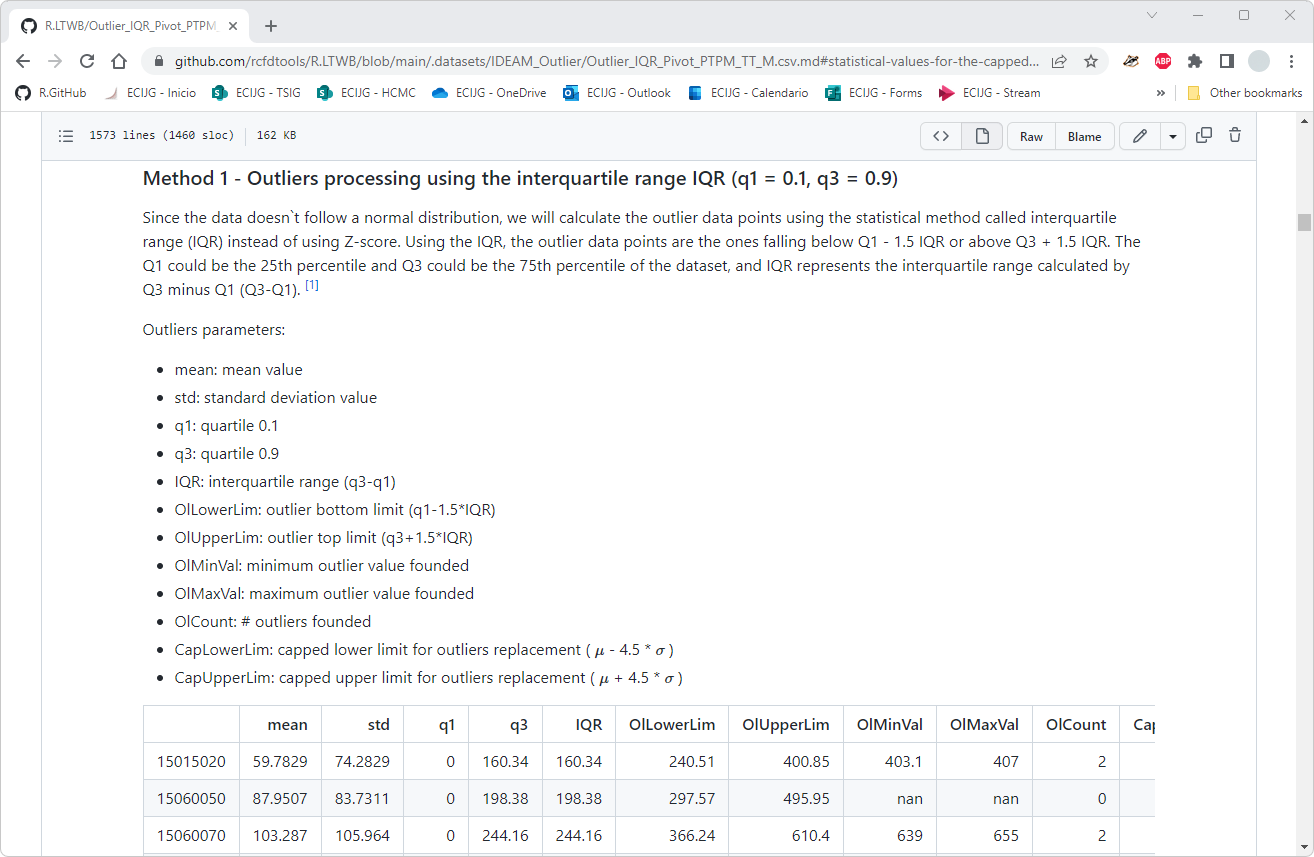 R.LTWB/Outlier_IQR_Pivot_PTPM_
github.com/rcfdtools/R.LTWB/blob/main/.datasets/IDEAM_Outlier/Outlier_IQR_Pivot_PTPM_TT_M.csv.md#statistical-values-for-the-capped...
ABP
R.GitHub ECIJG - Inicio ECIJG - TSIG ECIJG - HCMC ECIJG - OneDrive ECIJG - Outlook ECIJG - Calendario ECIJG - Forms ECIJG - Stream » Other bookmarks
1573 lines (1460 sloc) 162 KB <> Raw Blame
Method 1 - Outliers processing using the interquartile range IQR (q1 = 0.1, q3 = 0.9)
Since the data doesn`t follow a normal distribution, we will calculate the outlier data points using the statistical method called interquartile
range (IQR) instead of using Z-score. Using the IQR, the outlier data points are the ones falling below Q1 - 1.5 IQR or above Q3 + 1.5 IQR. The
Q1 could be the 25th percentile and Q3 could be the 75th percentile of the dataset, and IQR represents the interquartile range calculated by
Q3 minus Q1 (Q3-Q1). [1]
Outliers parameters:
• mean: mean value
• std: standard deviation value
• q1: quartile 0.1
• q3: quartile 0.9
• IQR: interquartile range (q3-q1)
• OlLowerLim: outlier bottom limit (q1-1.5*IQR)
• OlUpperLim: outlier top limit (q3+1.5*IQR)
• OlMinVal: minimum outlier value founded
• OlMaxVal: maximum outlier value founded
• OlCount: # outliers founded
• CapLowerLim: capped lower limit for outliers replacement ( μ - 4.5 * σ )
• CapUpperLim: capped upper limit for outliers replacement ( μ + 4.5 * σ )
mean std q1 q3 IQR OlLowerLim OlUpperLim OlMinVal OlMaxVal OlCount Cap
15015020 59.7829 74.2829 0 160.34 160.34 240.51 400.85 403.1 407 2
15060050 87.9507 83.7311 0 198.38 198.38 297.57 495.95 nan nan 0
15060070 103.287 105.964 0 244.16 244.16 366.24 610.4 639 655 2